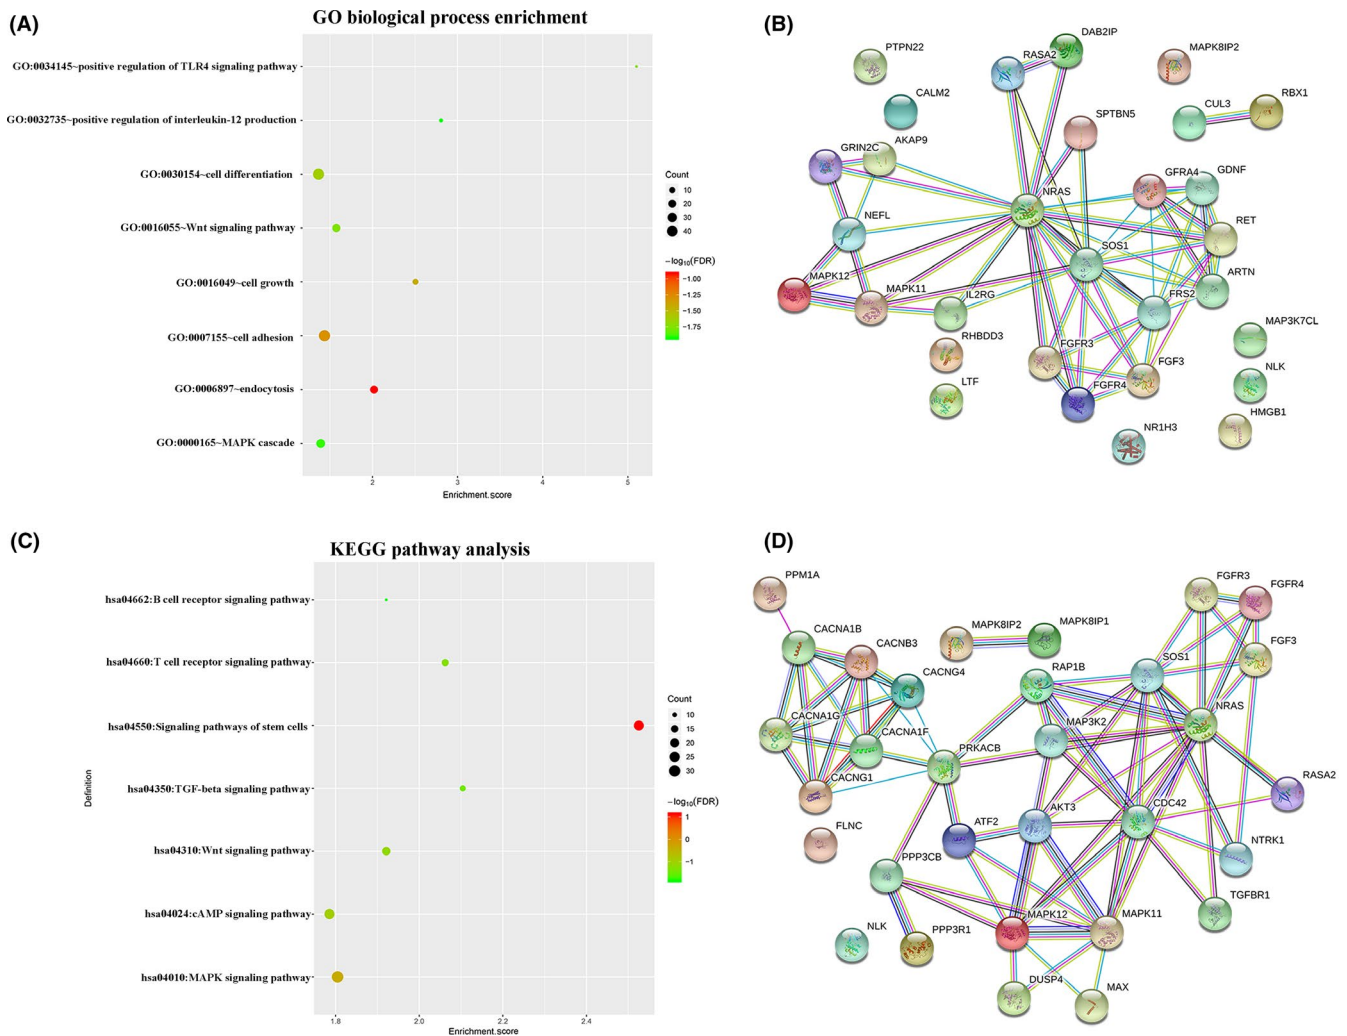 (A)
GO biological process enrichment
GO:0034145~positive regulation of TLR4 signaling pathway
GO:0032735~positive regulation of interleukin-12 production
GO:0030154~cell differentiation
GO:0016055~Wnt signaling pathway
GO:0016049~cell growth
GO:0007155~cell adhesion
GO:0006897~endocytosis
GO:0000165~MAPK cascade
2 3 4 5
Enrichment.score
Count
10
20
30
40
−log10(FDR)
−1.00
−1.25
−1.50
−1.75
(B)
PTPN22
DAB2IP
RASA2
MAPK8IP2
CALM2
CUL3
RBX1
SPTBN5
GRIN2C
AKAP9
NRAS
GFRA4
GDNF
NEFL
RET
SOS1
MAPK12
MAPK11
IL2RG
FRS2
ARTN
RHBDD3
FGFR3
FGF3
MAP3K7CL
LTF
FGFR4
NLK
NR1H3
HMGB1
(C)
KEGG pathway analysis
Definition
hsa04662:B cell receptor signaling pathway
hsa04660:T cell receptor signaling pathway
hsa04550:Signaling pathways of stem cells
hsa04350:TGF-beta signaling pathway
hsa04310:Wnt signaling pathway
hsa04024:cAMP signaling pathway
hsa04010:MAPK signaling pathway
1.8 2.0 2.2 2.4
Enrichment.score
Count
10
15
20
25
30
−log10(FDR)
1
0
−1
(D)
PPM1A
FGFR3
FGFR4
CACNA1B
CACNB3
MAPK8IP2
MAPK8IP1
FGF3
CACNG4
RAP1B
SOS1
CACNA1G
CACNA1F
MAP3K2
NRAS
PRKACB
CACNG1
RASA2
FLNC
ATF2
AKT3
CDC42
NTRK1
PPP3CB
TGFBR1
NLK
PPP3R1
MAPK12
MAPK11
DUSP4
MAX